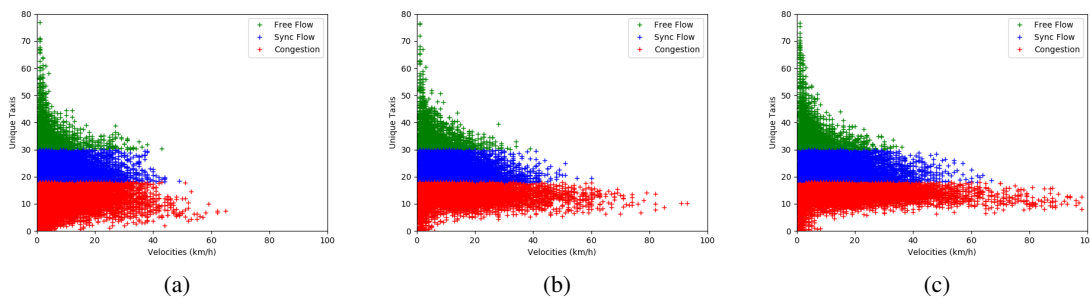 80
70
60
50
40
30
20
10
0
Unique Taxis
Free Flow
Sync Flow
Congestion
0 20 40 60 80 100
Velocities (km/h)
(a)
80
70
60
50
40
30
20
10
0
Unique Taxis
Free Flow
Sync Flow
Congestion
0 20 40 60 80 100
Velocities (km/h)
(b)
80
70
60
50
40
30
20
10
0
Unique Taxis
Free Flow
Sync Flow
Congestion
0 20 40 60 80 100
Velocities (km/h)
(c)